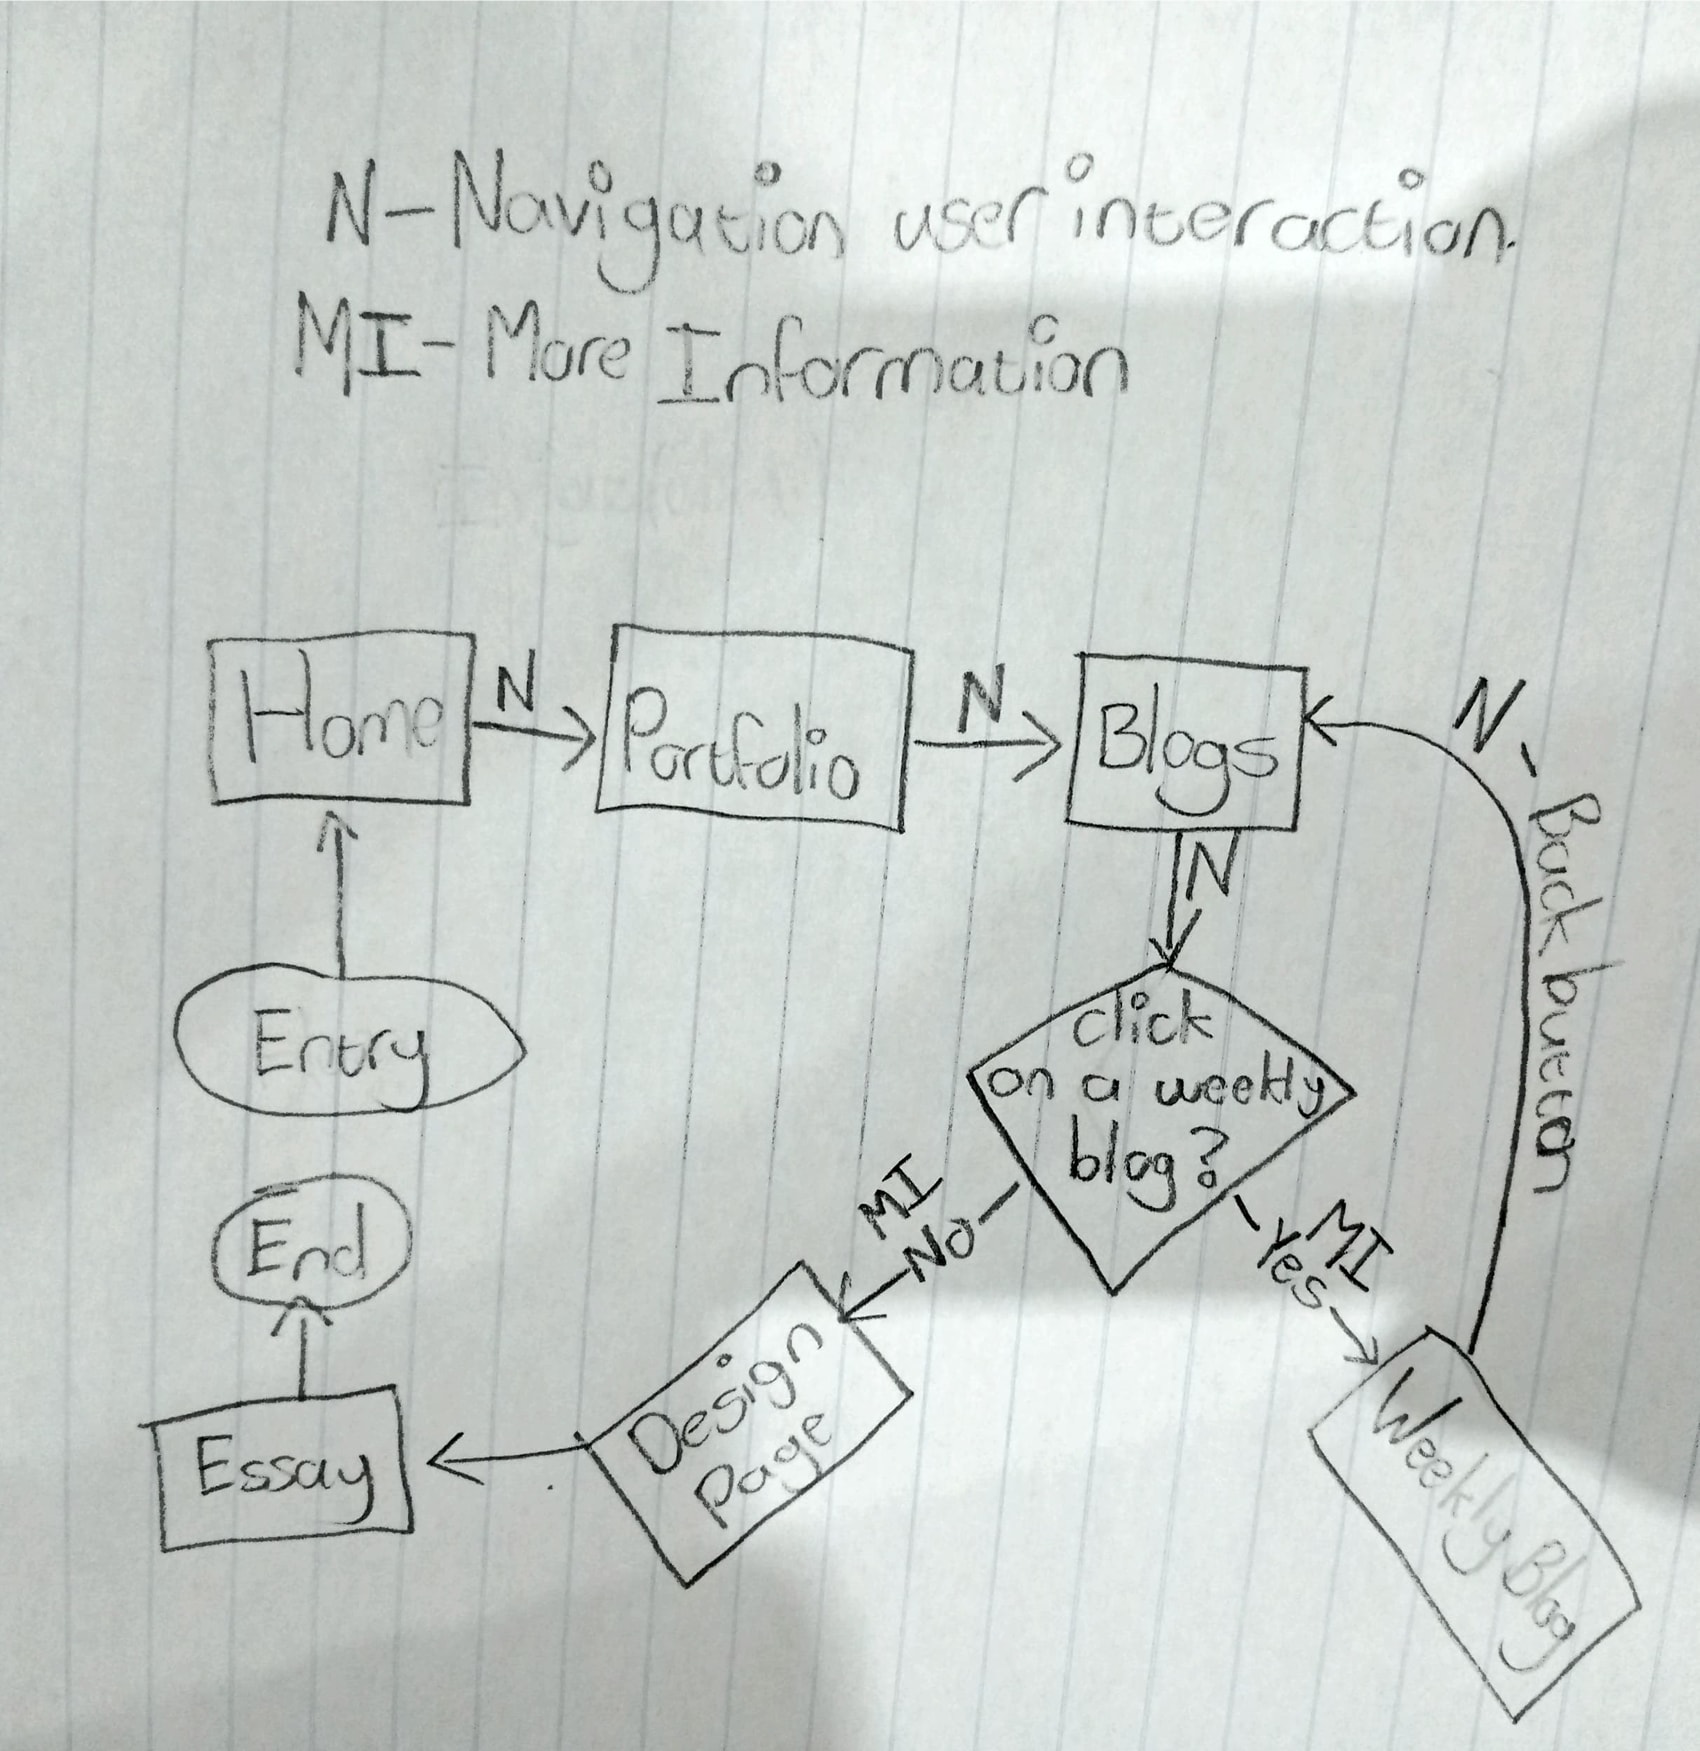 N-Navigation user interaction.
MI- More Information
Home
N
Portfolio
N
Blogs
N - Back button
N
click
on a weekly
blog?
Entry
End
MI
No
MI
Yes
Design
Page
Essay
Weekly Blog